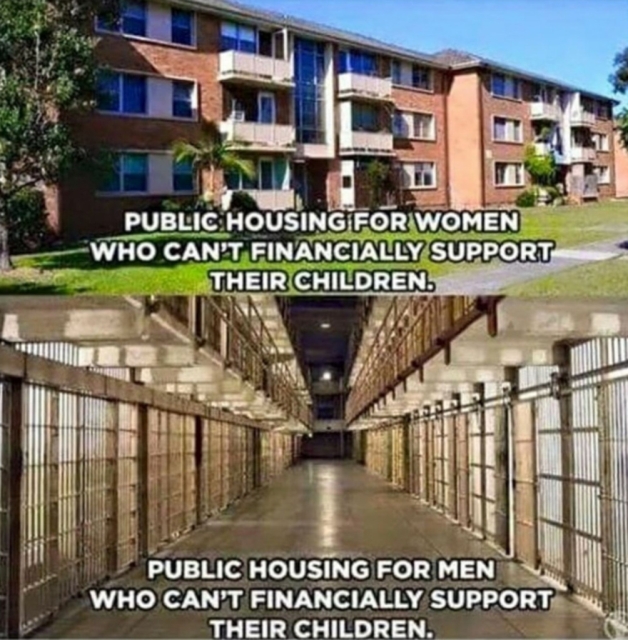 PUBLIC HOUSING FOR WOMEN
WHO CAN'T FINANCIALLY SUPPORT
THEIR CHILDREN.
PUBLIC HOUSING FOR MEN
WHO CAN'T FINANCIALLY SUPPORT
THEIR CHILDREN.